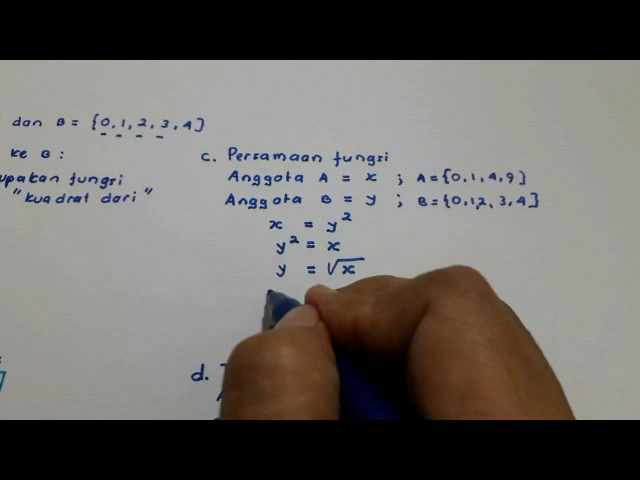 dan B = {0, 1, 2, 3, 4}
ke B :
upakan fungsi
"kuadrat dari"
c. Persamaan fungsi
Anggota A = x ; A = {0, 1, 4, 9}
Anggota B = y ; B = {0, 1, 2, 3, 4}
x = y²
y² = x
y = √x
d.